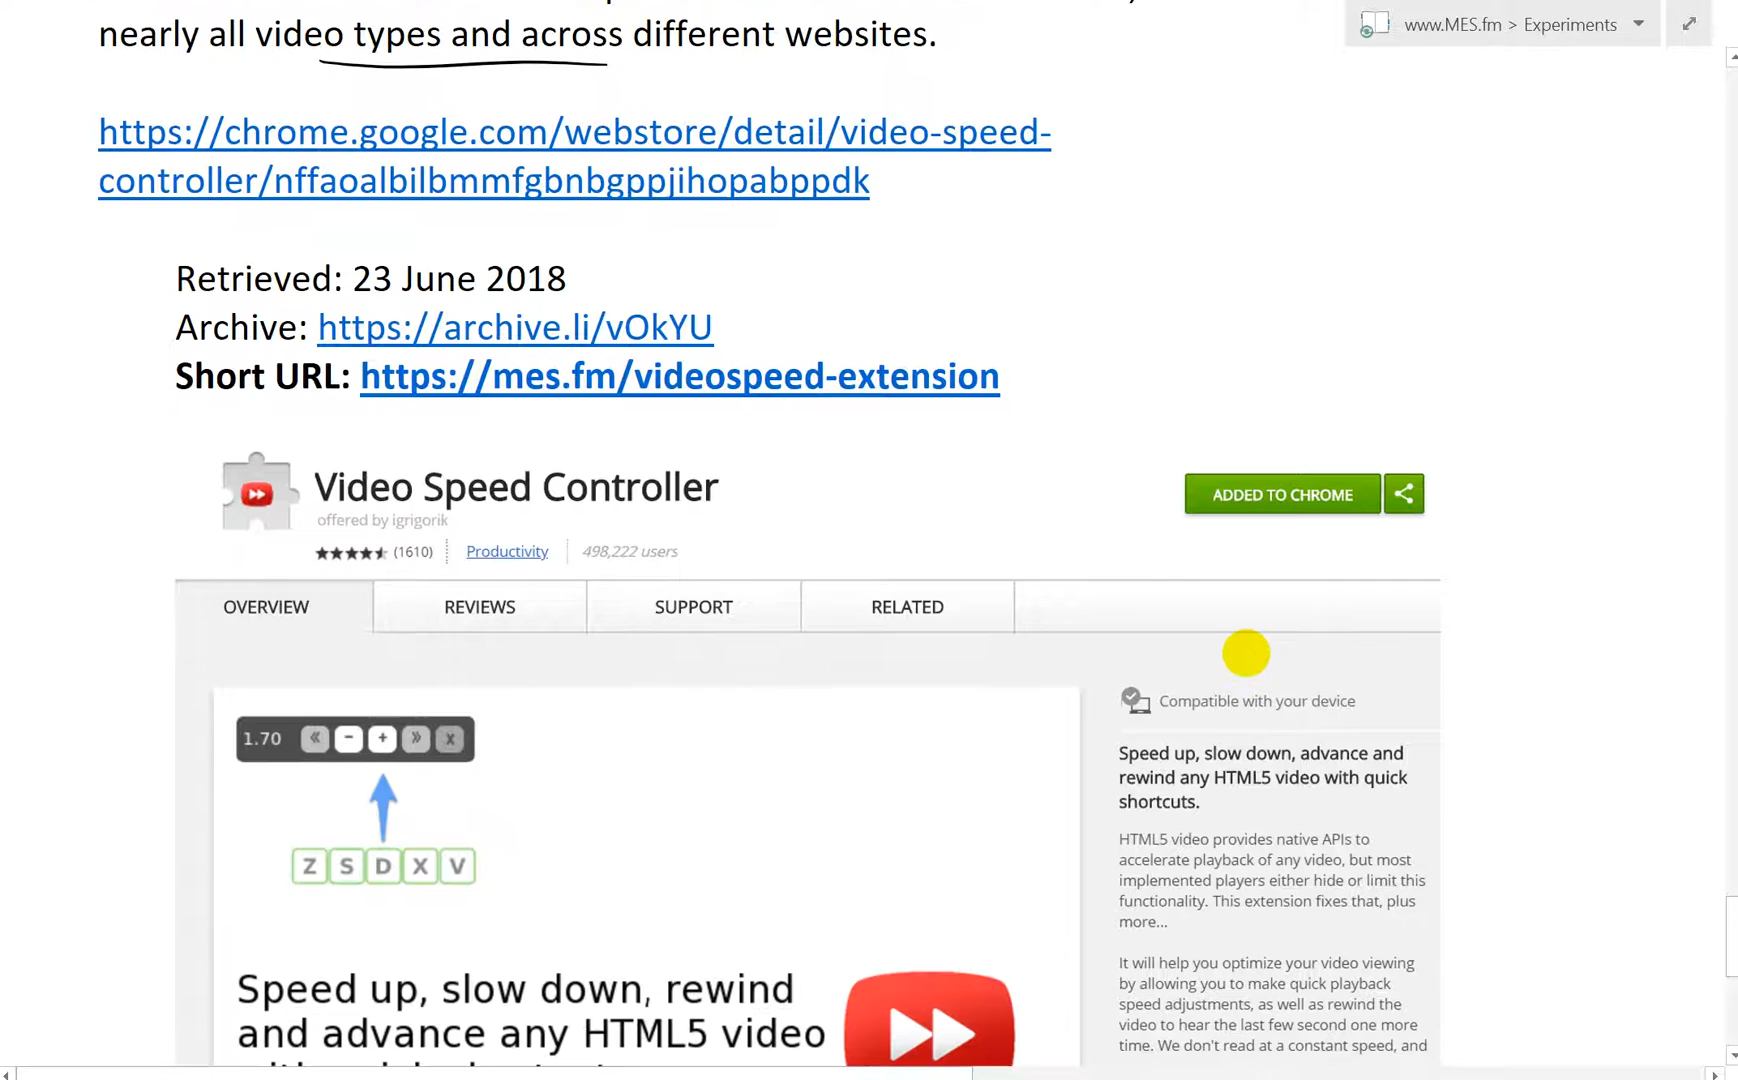 nearly all video types and across different websites.
www.MES.fm > Experiments
https://chrome.google.com/webstore/detail/video-speed-
controller/nffaoalbilbmmfgbnbgppjihopabppdk
Retrieved: 23 June 2018
Archive: https://archive.li/vOkYU
Short URL: https://mes.fm/videospeed-extension
Video Speed Controller
offered by igrigorik
(1610)
Productivity
498,222 users
ADDED TO CHROME
OVERVIEW
REVIEWS
SUPPORT
RELATED
1.70 « - + » x
Z S D X V
Speed up, slow down, rewind
and advance any HTML5 video
Compatible with your device
Speed up, slow down, advance and
rewind any HTML5 video with quick
shortcuts.
HTML5 video provides native APIs to
accelerate playback of any video, but most
implemented players either hide or limit this
functionality. This extension fixes that, plus
more...
It will help you optimize your video viewing
by allowing you to make quick playback
speed adjustments, as well as rewind the
video to hear the last few second one more
time. We don't read at a constant speed, and